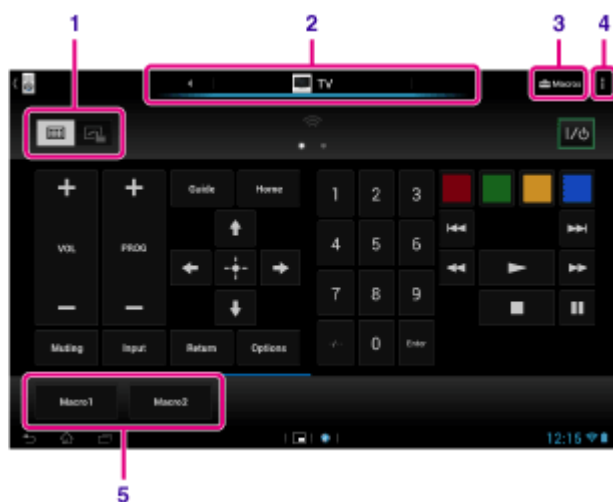 1 2 3 4
TV Macros
I/
+ + Guide Home 1 2 3
VOL PROG 4 5 6
− − 7 8 9
Muting Input Return Options -/-- 0 Enter
Macro1 Macro2
12:15
5